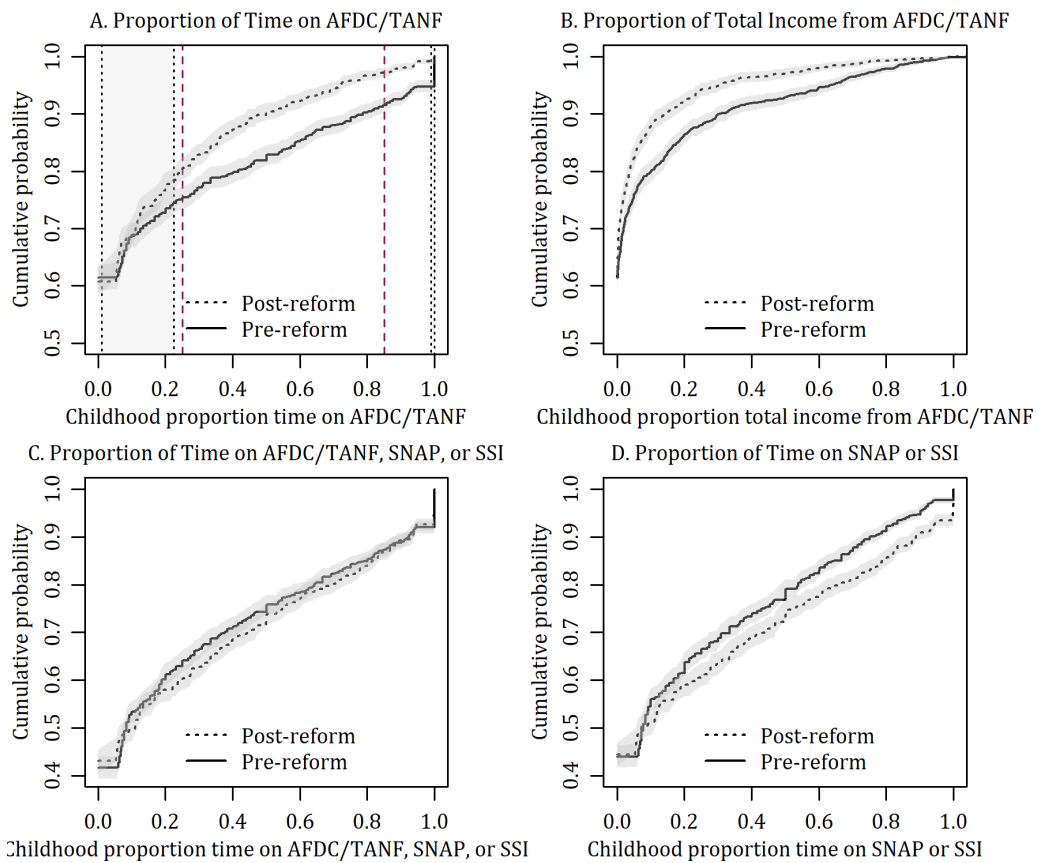 A. Proportion of Time on AFDC/TANF
Cumulative probability
1.0
0.9
0.8
0.7
0.6
0.5
Post-reform
Pre-reform
0.0 0.2 0.4 0.6 0.8 1.0
Childhood proportion time on AFDC/TANF
B. Proportion of Total Income from AFDC/TANF
Cumulative probability
1.0
0.9
0.8
0.7
0.6
0.5
Post-reform
Pre-reform
0.0 0.2 0.4 0.6 0.8 1.0
Childhood proportion total income from AFDC/TANF
C. Proportion of Time on AFDC/TANF, SNAP, or SSI
Cumulative probability
1.0
0.9
0.8
0.7
0.6
0.5
0.4
Post-reform
Pre-reform
0.0 0.2 0.4 0.6 0.8 1.0
Childhood proportion time on AFDC/TANF, SNAP, or SSI
D. Proportion of Time on SNAP or SSI
Cumulative probability
1.0
0.9
0.8
0.7
0.6
0.5
0.4
Post-reform
Pre-reform
0.0 0.2 0.4 0.6 0.8 1.0
Childhood proportion time on SNAP or SSI